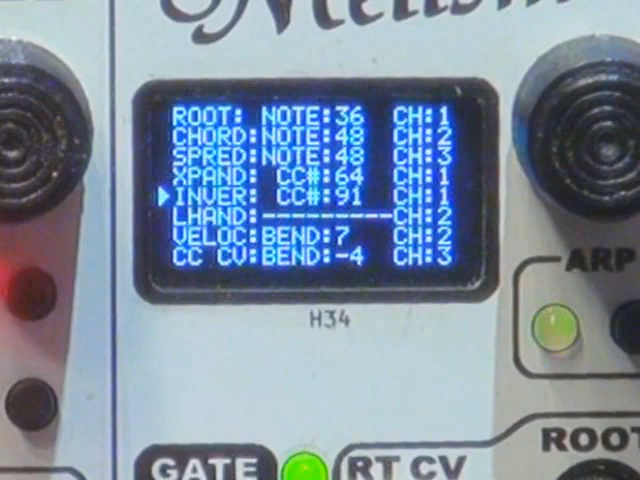 ROOT: NOTE:36 CH:1
CHORD:NOTE:48 CH:2
SPRED:NOTE:48 CH:3
XPAND: CC#:64 CH:1
INVER: CC#:91 CH:1
LHAND:---------CH:2
VELOC:BEND:7 CH:2
CC CV:BEND:-4 CH:3
H34
ARP
ROOT
GATE
RT CV